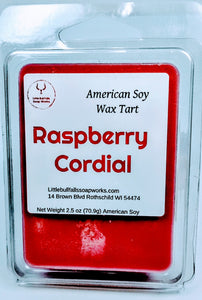 American Soy
Wax Tart
Raspberry
Cordial
Littlebullfallssoapworks.com
14 Brown Blvd Rothschild WI 54474
Net Weight 2.5 oz (70.9g) American Soy